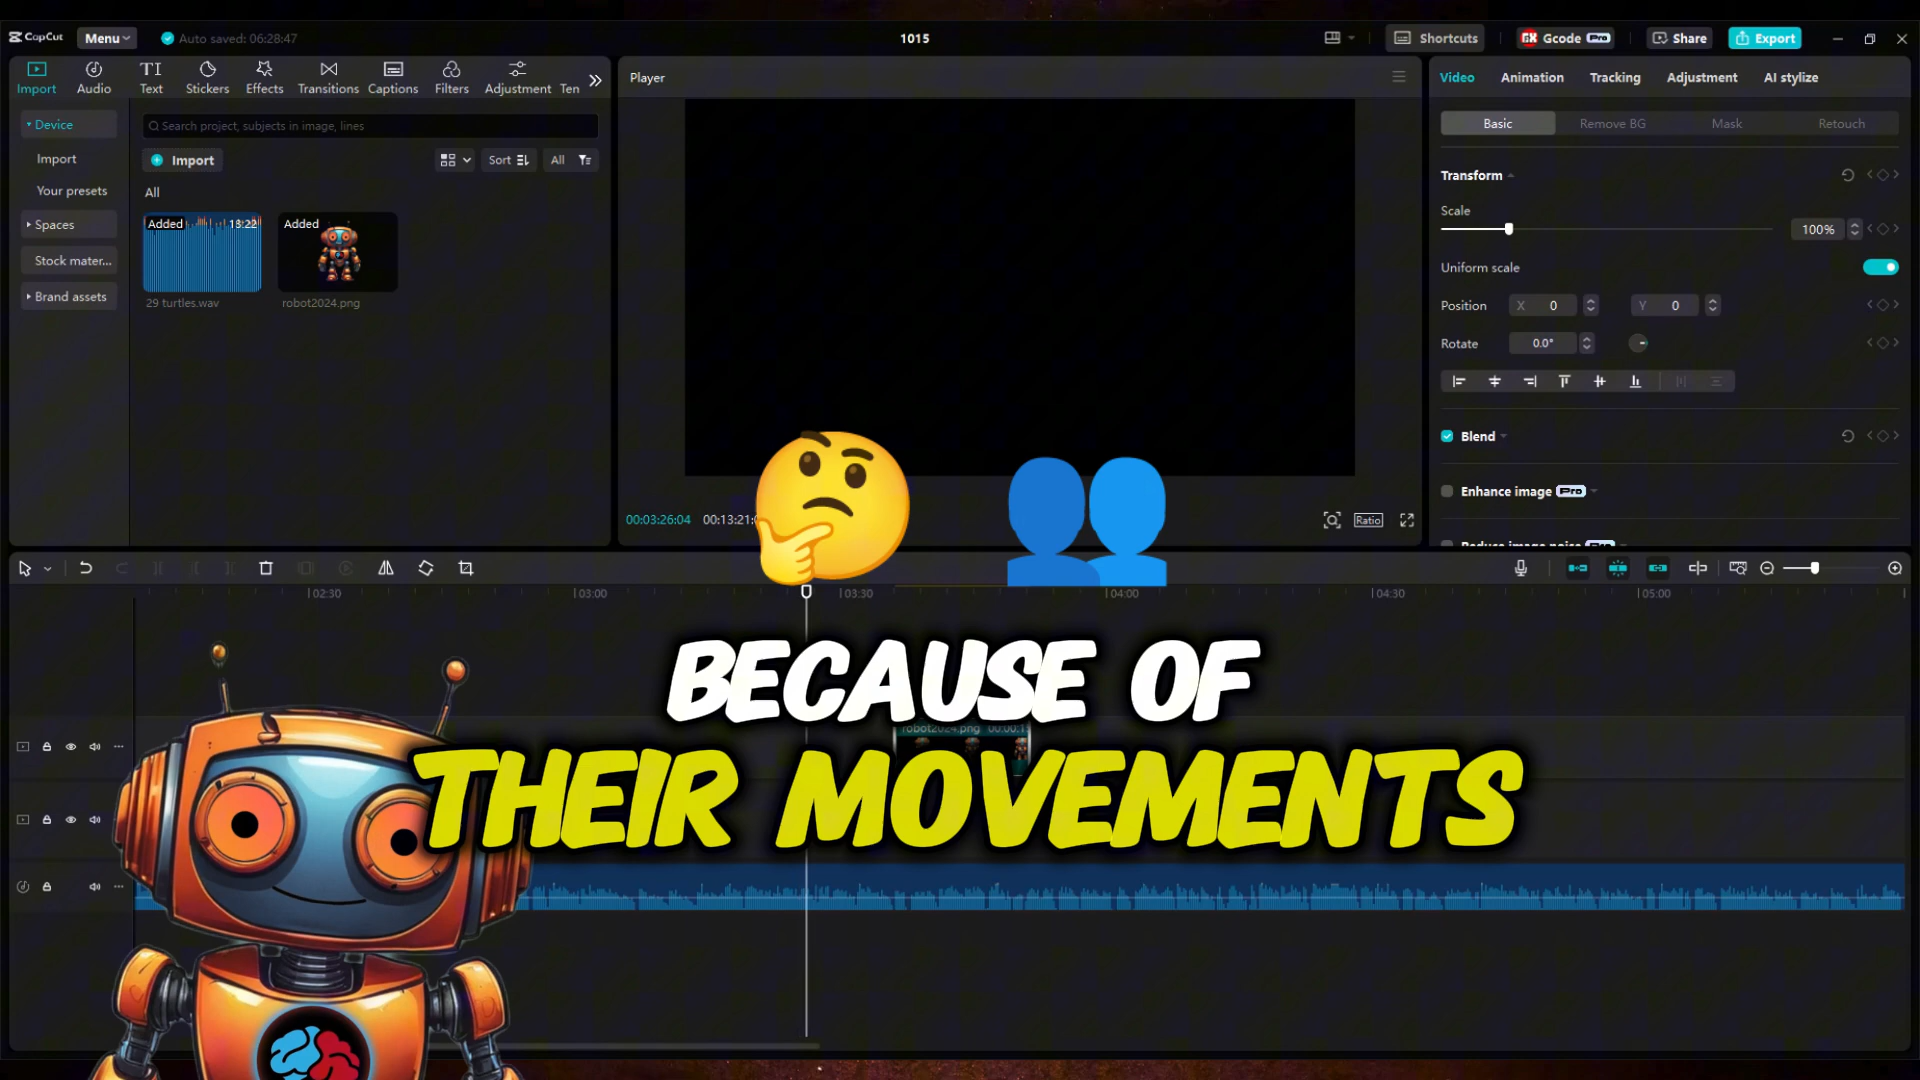 CapCut
Menu
Auto saved: 06:28:47
1015
Shortcuts
Gcode Pro
Share
Export
Import
Audio
TI
Text
Stickers
Effects
Transitions
Captions
Filters
Adjustment
Ten
Player
Video
Animation
Tracking
Adjustment
AI stylize
Device
Search project, subjects in image, lines
Basic
Remove BG
Mask
Retouch
Import
Import
Sort
All
Your presets
All
Transform
Spaces
Added
18:22
Added
Scale
100%
Stock mater...
Uniform scale
Brand assets
29 turtles.wav
robot2024.png
Position
X 0
Y 0
Rotate
0.0°
Blend
Enhance image Pro
00:03:26:04
00:13:21:
Ratio
Reduce image noise Pro
02:30
03:00
03:30
04:00
04:30
05:00
BECAUSE OF
robot2024.png 00:00:1
THEIR MOVEMENTS